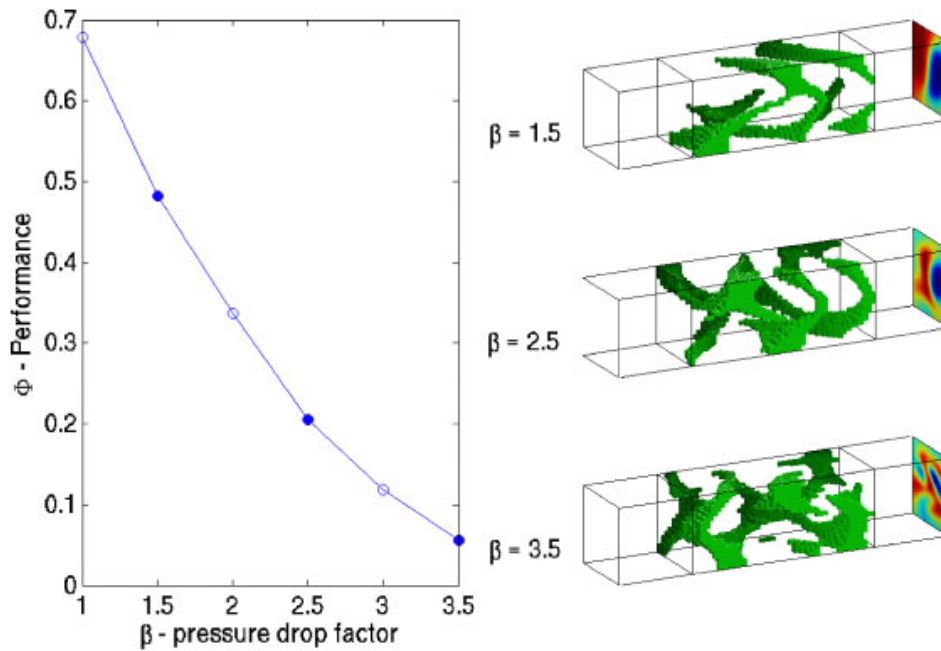 0.7
0.6
0.5
0.4
0.3
0.2
0.1
0
Φ - Performance
1 1.5 2 2.5 3 3.5
β - pressure drop factor
β = 1.5
β = 2.5
β = 3.5